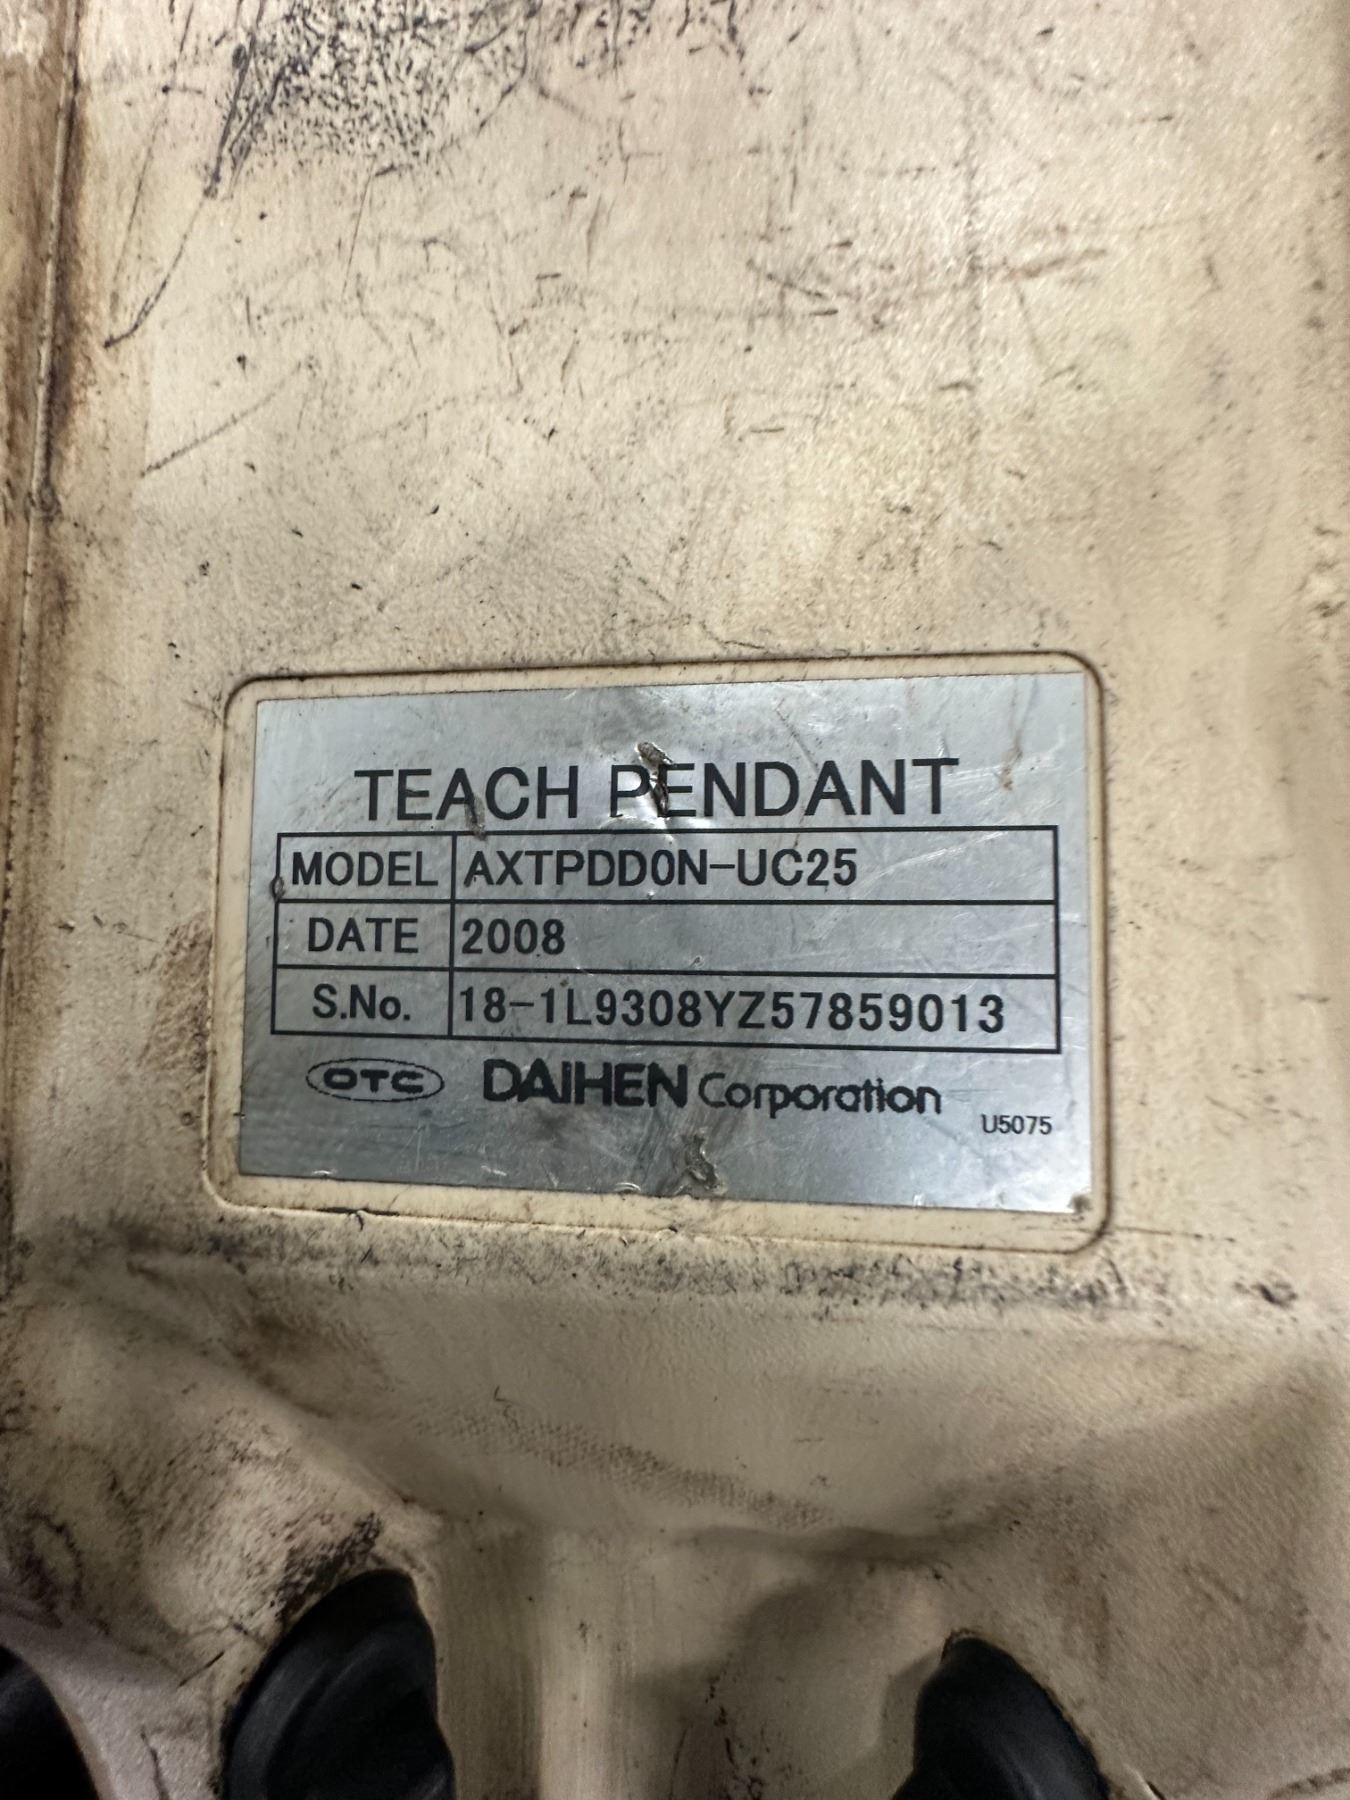 TEACH PENDANT
MODEL AXTPDD0N-UC25
DATE 2008
S.No. 18-1L9308YZ57859013
OTC DAIHEN Corporation
U5075